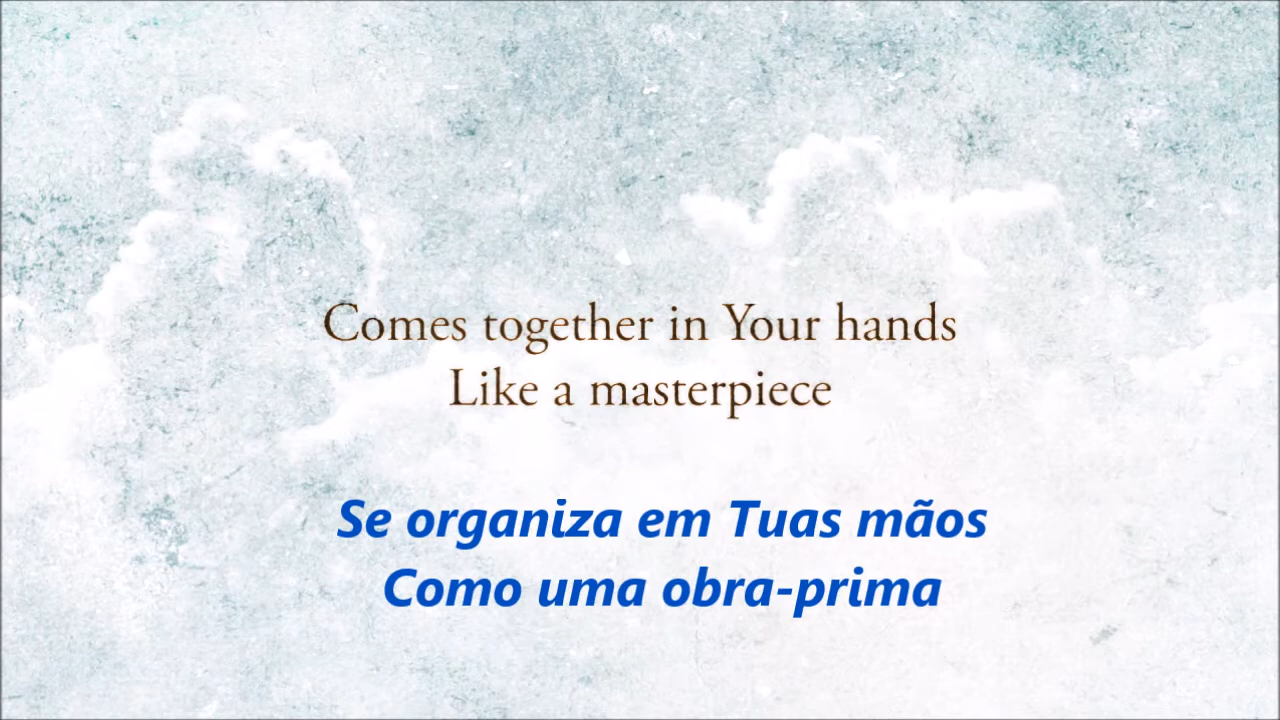 Comes together in Your hands
Like a masterpiece
Se organiza em Tuas mãos
Como uma obra-prima